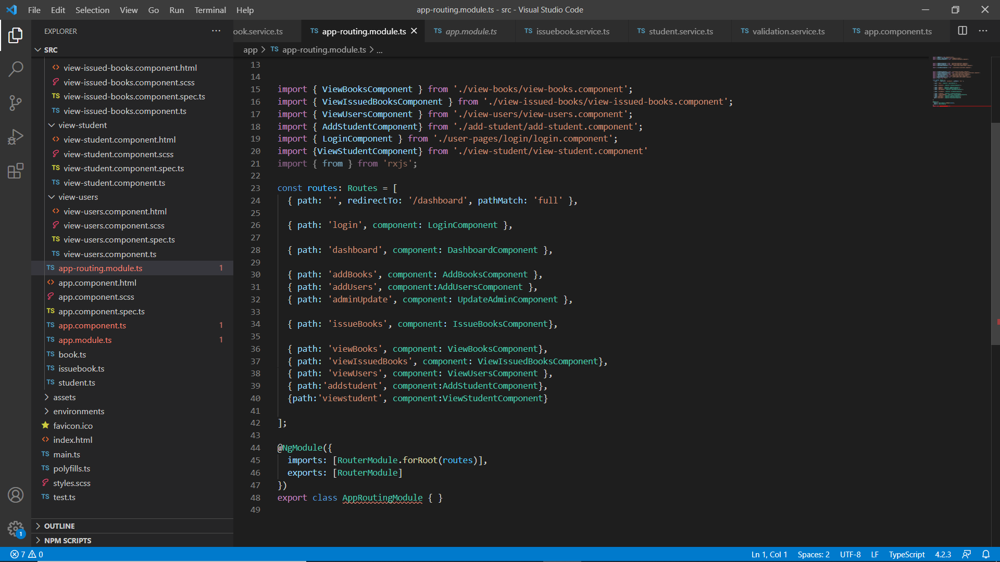 File Edit Selection View Go Run Terminal Help
app-routing.module.ts - src - Visual Studio Code
EXPLORER
ook.service.ts
TS app-routing.module.ts
TS app.module.ts
TS issuebook.service.ts
TS student.service.ts
TS validation.service.ts
TS app.component.ts
SRC
app > TS app-routing.module.ts > ...
view-issued-books.component.html
view-issued-books.component.scss
TS view-issued-books.component.spec.ts
TS view-issued-books.component.ts
view-student
view-student.component.html
view-student.component.scss
TS view-student.component.spec.ts
TS view-student.component.ts
view-users
view-users.component.html
view-users.component.scss
TS view-users.component.spec.ts
TS view-users.component.ts
TS app-routing.module.ts 1
app.component.html
app.component.scss
TS app.component.spec.ts
TS app.component.ts 1
TS app.module.ts 1
TS book.ts
TS issuebook.ts
TS student.ts
assets
environments
favicon.ico
index.html
TS main.ts
TS polyfills.ts
styles.scss
TS test.ts
OUTLINE
NPM SCRIPTS
1
13
14
15 import { ViewBooksComponent } from './view-books/view-books.component';
16 import { ViewIssuedBooksComponent } from './view-issued-books/view-issued-books.component';
17 import { ViewUsersComponent } from './view-users/view-users.component';
18 import { AddStudentComponent} from './add-student/add-student.component';
19 import { LoginComponent } from './user-pages/login/login.component';
20 import {ViewStudentComponent} from './view-student/view-student.component'
21 import { from } from 'rxjs';
22
23 const routes: Routes = [
24 { path: '', redirectTo: '/dashboard', pathMatch: 'full' },
25
26 { path: 'login', component: LoginComponent },
27
28 { path: 'dashboard', component: DashboardComponent },
29
30 { path: 'addBooks', component: AddBooksComponent },
31 { path: 'addUsers', component:AddUsersComponent },
32 { path: 'adminUpdate', component: UpdateAdminComponent },
33
34 { path: 'issueBooks', component: IssueBooksComponent},
35
36 { path: 'viewBooks', component: ViewBooksComponent},
37 { path: 'viewIssuedBooks', component: ViewIssuedBooksComponent},
38 { path: 'viewUsers', component: ViewUsersComponent },
39 { path:'addstudent', component:AddStudentComponent},
40 {path:'viewstudent', component:ViewStudentComponent}
41
42 ];
43
44 @NgModule({
45 imports: [RouterModule.forRoot(routes)],
46 exports: [RouterModule]
47 })
48 export class AppRoutingModule { }
49
7 0
Ln 1, Col 1 Spaces: 2 UTF-8 LF TypeScript 4.2.3